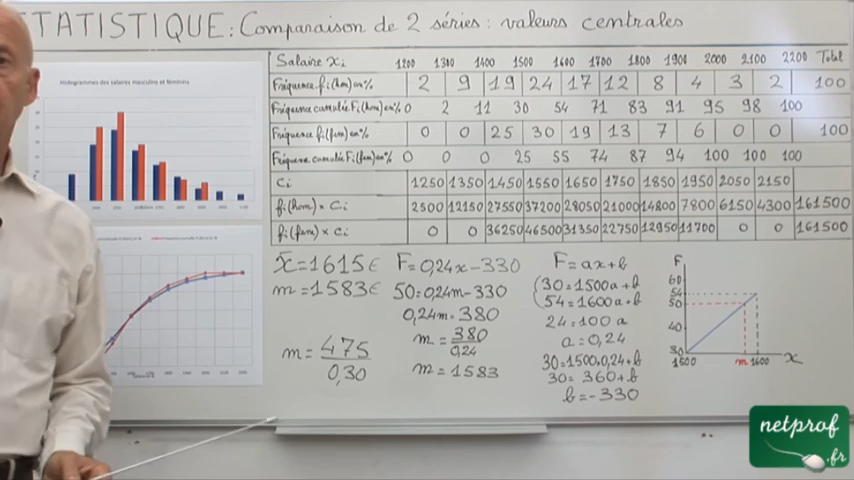 TATISTIQUE: Comparaison de 2 séries: valeurs centrales
Histogrammes des salaires masculins et féminins
Salaire xi 1200 1300 1400 1500 1600 1700 1800 1900 2000 2100 2200 Total
Fréquence fi(hom) en % 2 9 19 24 17 12 8 4 3 2 100
Fréquence cumulée Fi(hom) en % 0 2 11 30 54 71 83 91 95 98 100
Fréquence fi(fem) en % 0 0 25 30 19 13 7 6 0 0 100
Fréquence cumulée Fi(fem) en % 0 0 0 25 55 74 87 94 100 100 100
Ci 1250 1350 1450 1550 1650 1750 1850 1950 2050 2150
fi(hom) × Ci 2500 12150 27550 37200 28050 21000 14800 7800 6150 4300 161500
fi(fem) × Ci 0 0 36250 46500 31350 22750 12950 11700 0 0 161500
x̄=1615€
m=1583€
m=475/0,30
F=0,24x-330
50=0,24m-330
0,24m=380
m=380/0,24
m=1583
F=ax+b
(30=1500a+b
(54=1600a+b
24=100a
a=0,24
30=1500.0,24+b
30=360+b
b=-330
F
60
54
50
40
30
1500 m 1600 x
netprof
.fr